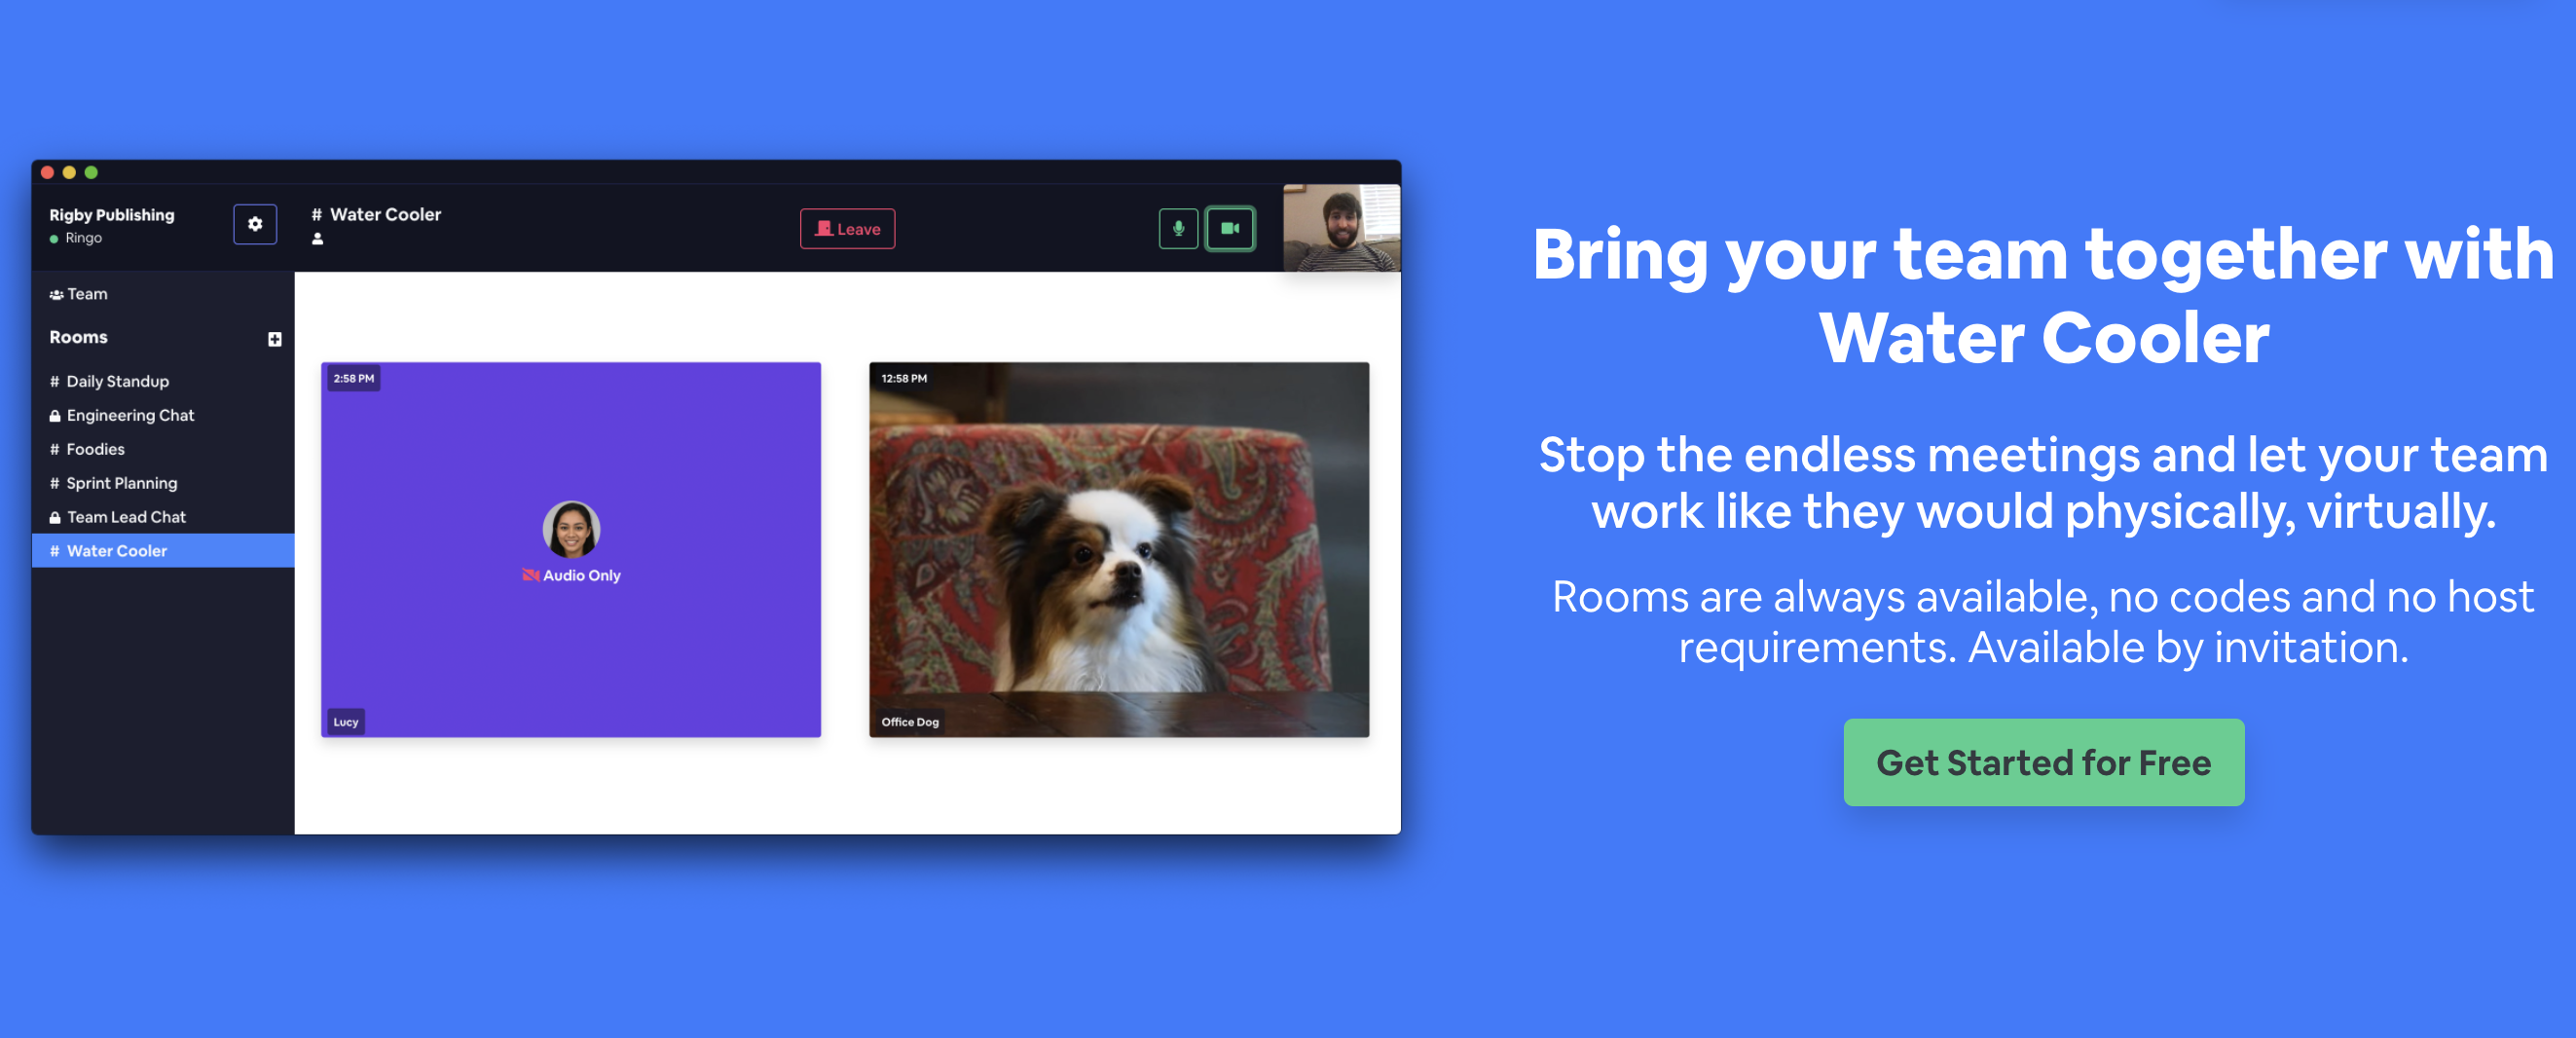 Rigby Publishing
Ringo
# Water Cooler
Leave
Team
Rooms
# Daily Standup
Engineering Chat
# Foodies
# Sprint Planning
Team Lead Chat
# Water Cooler
2:58 PM
Audio Only
Lucy
12:58 PM
Office Dog
Bring your team together with
Water Cooler
Stop the endless meetings and let your team
work like they would physically, virtually.
Rooms are always available, no codes and no host
requirements. Available by invitation.
Get Started for Free